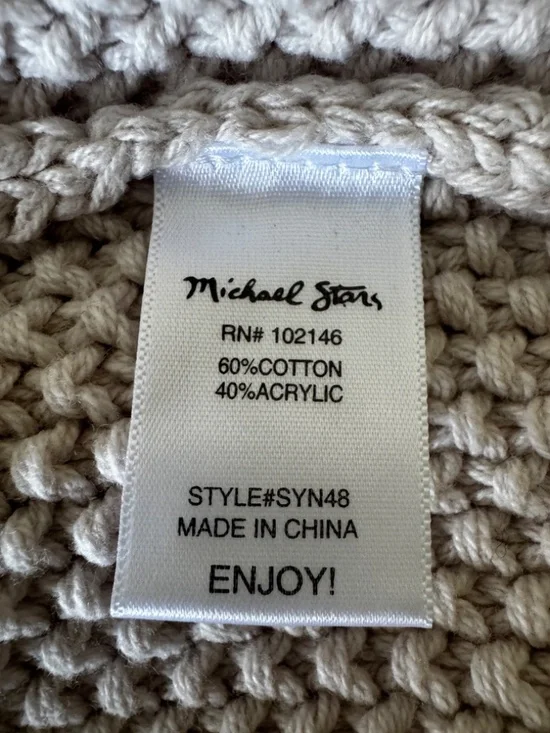 Michael Stars
RN# 102146
60%COTTON
40%ACRYLIC
STYLE#SYN48
MADE IN CHINA
ENJOY!